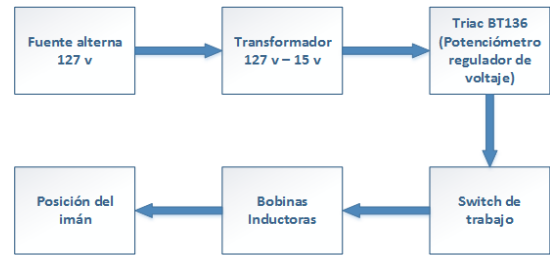 Fuente alterna
127 v
Transformador
127 v – 15 v
Triac BT136
(Potenciómetro
regulador de
voltaje)
Posición del
imán
Bobinas
Inductoras
Switch de
trabajo